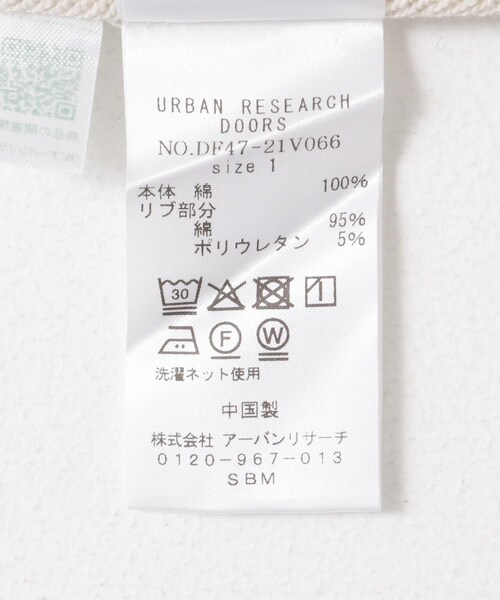 URBAN RESEARCH
DOORS
NO.DF47-21V066
size 1
本体 綿 100%
リブ部分
綿 95%
ポリウレタン 5%
30
F W
洗濯ネット使用
中国製
株式会社 アーバンリサーチ
0120-967-013
SBM